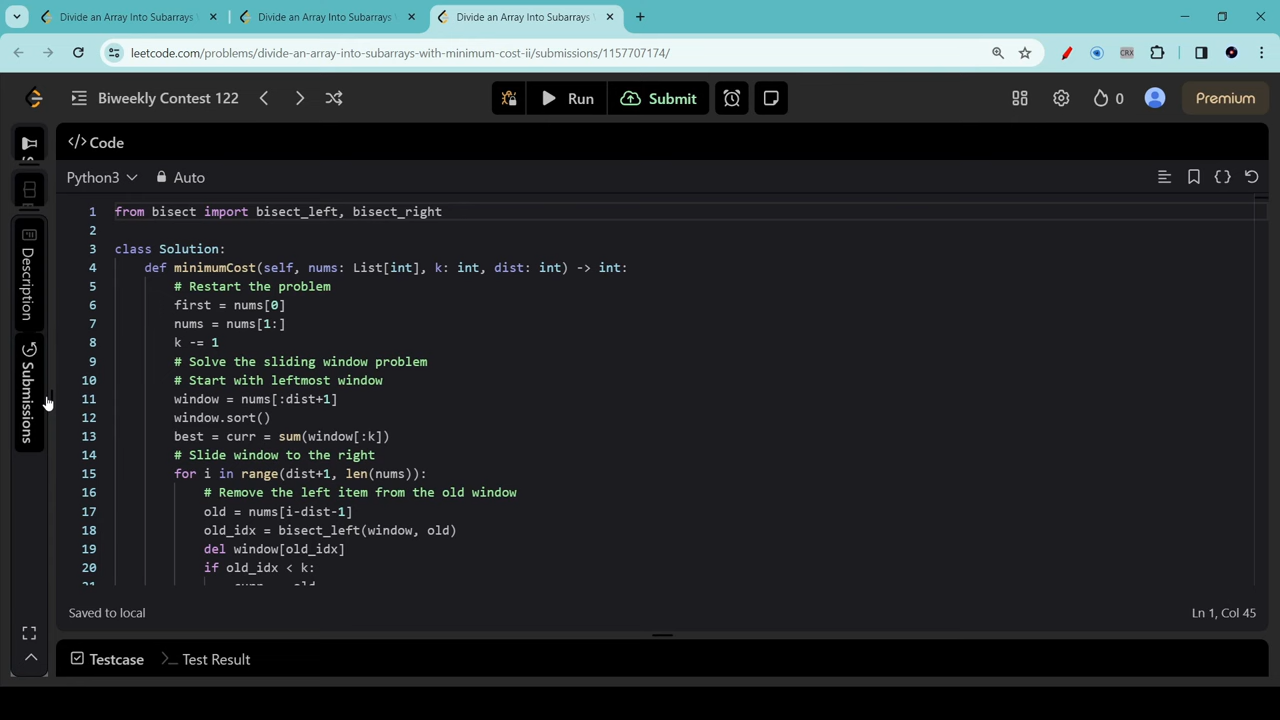 Divide an Array Into Subarrays
Divide an Array Into Subarrays
Divide an Array Into Subarrays
leetcode.com/problems/divide-an-array-into-subarrays-with-minimum-cost-ii/submissions/1157707174/
CRX
Biweekly Contest 122
Run
Submit
0
Premium
</> Code
Python3
Auto
Description
Submissions
1 from bisect import bisect_left, bisect_right
2
3 class Solution:
4 def minimumCost(self, nums: List[int], k: int, dist: int) -> int:
5 # Restart the problem
6 first = nums[0]
7 nums = nums[1:]
8 k -= 1
9 # Solve the sliding window problem
10 # Start with leftmost window
11 window = nums[:dist+1]
12 window.sort()
13 best = curr = sum(window[:k])
14 # Slide window to the right
15 for i in range(dist+1, len(nums)):
16 # Remove the left item from the old window
17 old = nums[i-dist-1]
18 old_idx = bisect_left(window, old)
19 del window[old_idx]
20 if old_idx < k:
Saved to local
Ln 1, Col 45
Testcase
Test Result